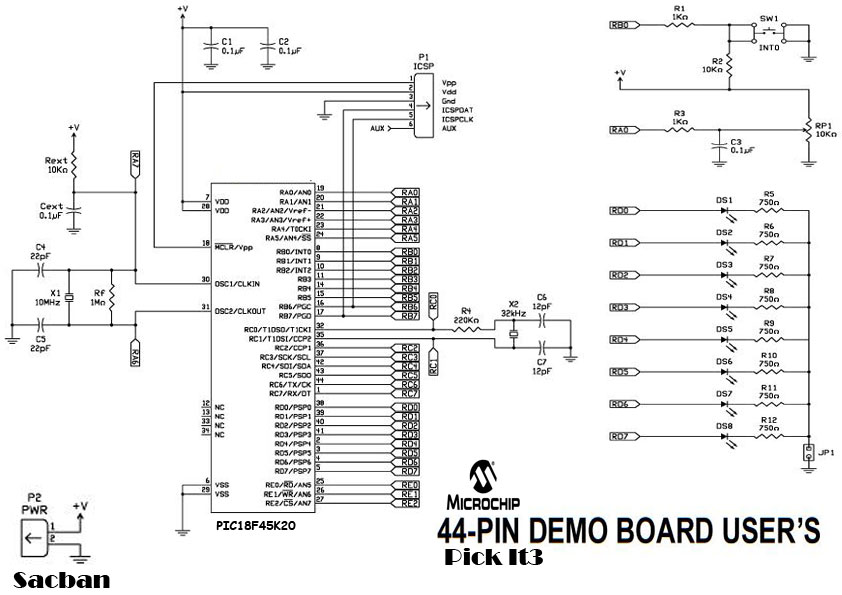 +V
C1
0.1µF
C2
0.1µF
P1
ICSP
1 Vpp
2 Vdd
3 Gnd
4 ICSPDAT
5 ICSPCLK
AUX 6 AUX
RB0
R1
1KΩ
SW1
INT0
R2
10KΩ
+V
RA0
R3
1KΩ
C3
0.1µF
RP1
10KΩ
+V
Rext
10KΩ
Cext
0.1µF
RA7
C4
22pF
X1
10MHz
Rf
1MΩ
C5
22pF
RA6
7 VDD
28 VDD
18 MCLR/Vpp
30 OSC1/CLKIN
31 OSC2/CLKOUT
12 NC
13 NC
33 NC
34 NC
6 VSS
29 VSS
RA0/AN0 19 RA0
RA1/AN1 20 RA1
RA2/AN2/Vref- 21 RA2
RA3/AN3/Vref+ 22 RA3
RA4/T0CKI 23 RA4
RA5/AN4/SS 24 RA5
RB0/INT0 8 RB0
RB1/INT1 9 RB1
RB2/INT2 10 RB2
RB3 11 RB3
RB4 14 RB4
RB5 15 RB5
RB6/PGC 16 RB6
RB7/PGD 17 RB7
RC0/T1OSO/T1CKI 32
RC1/T1OSI/CCP2 35
RC2/CCP1 36 RC2
RC3/SCK/SCL 37 RC3
RC4/SDI/SDA 42 RC4
RC5/SDO 43 RC5
RC6/TX/CK 44 RC6
RC7/RX/DT 1 RC7
RD0/PSP0 38 RD0
RD1/PSP1 39 RD1
RD2/PSP2 40 RD2
RD3/PSP3 41 RD3
RD4/PSP4 2 RD4
RD5/PSP5 3 RD5
RD6/PSP6 4 RD6
RD7/PSP7 5 RD7
RE0/RD/AN5 25 RE0
RE1/WR/AN6 26 RE1
RE2/CS/AN7 27 RE2
PIC18F45K20
RC0
RC1
R4
220KΩ
X2
32kHz
C6
12pF
C7
12pF
RD0 DS1 R5
750Ω
RD1 DS2 R6
750Ω
RD2 DS3 R7
750Ω
RD3 DS4 R8
750Ω
RD4 DS5 R9
750Ω
RD5 DS6 R10
750Ω
RD6 DS7 R11
750Ω
RD7 DS8 R12
750Ω
JP1
P2
PWR
+V
1
2
Sacban
MICROCHIP
44-PIN DEMO BOARD USER'S
Pick It3